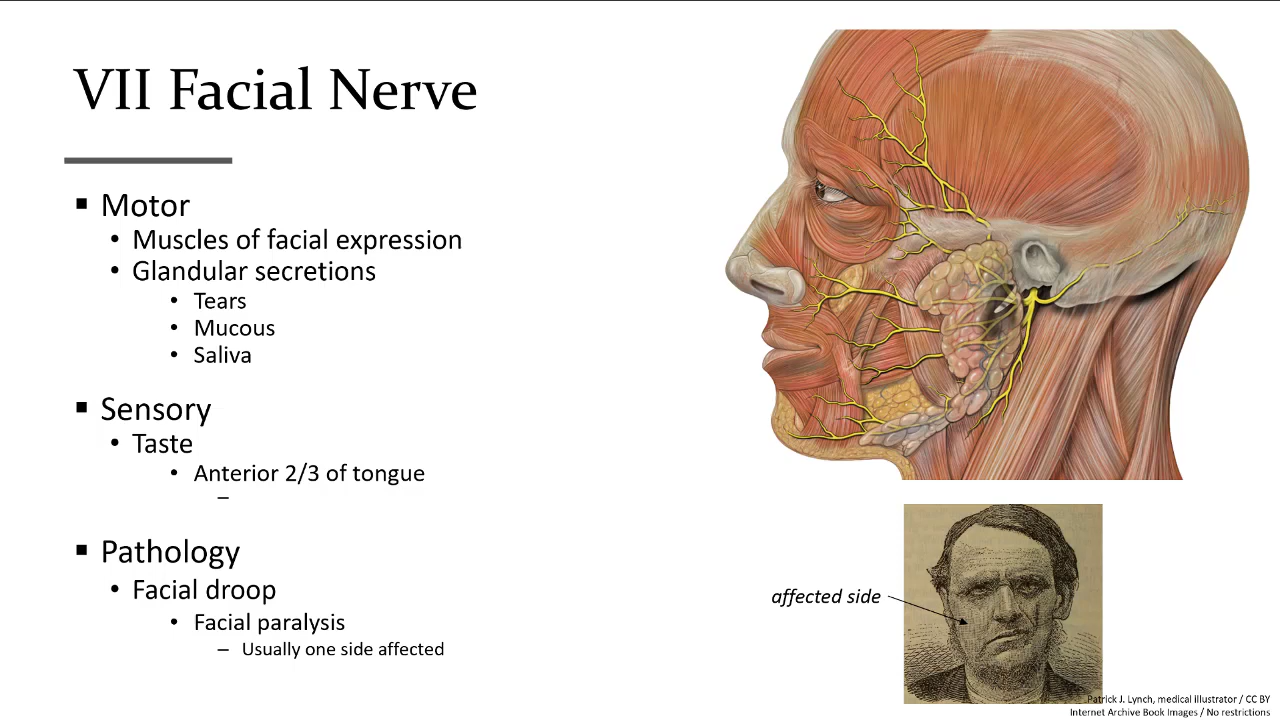 VII Facial Nerve
▪ Motor
• Muscles of facial expression
• Glandular secretions
• Tears
• Mucous
• Saliva
▪ Sensory
• Taste
• Anterior 2/3 of tongue
–
▪ Pathology
• Facial droop
• Facial paralysis
– Usually one side affected
affected side
Patrick J. Lynch, medical illustrator / CC BY
Internet Archive Book Images / No restrictions